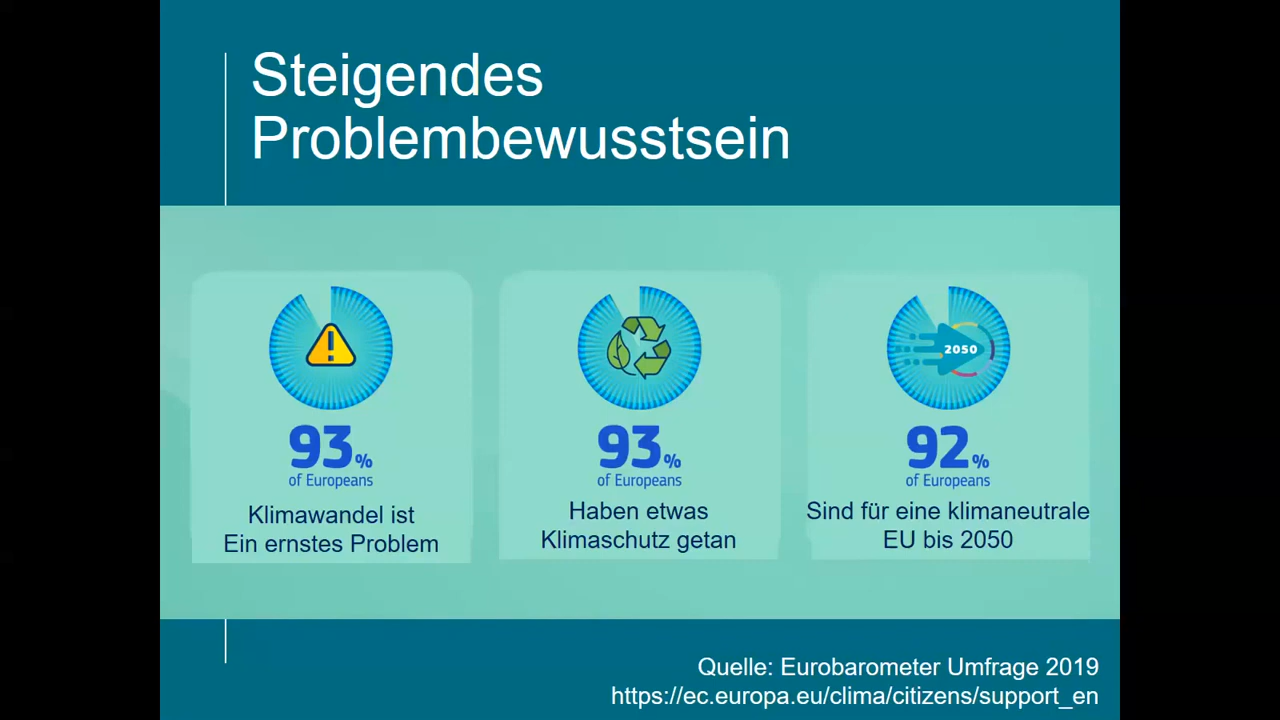 Steigendes
Problembewusstsein
93%
of Europeans
Klimawandel ist
Ein ernstes Problem
93%
of Europeans
Haben etwas
Klimaschutz getan
2050
92%
of Europeans
Sind für eine klimaneutrale
EU bis 2050
Quelle: Eurobarometer Umfrage 2019
https://ec.europa.eu/clima/citizens/support_en